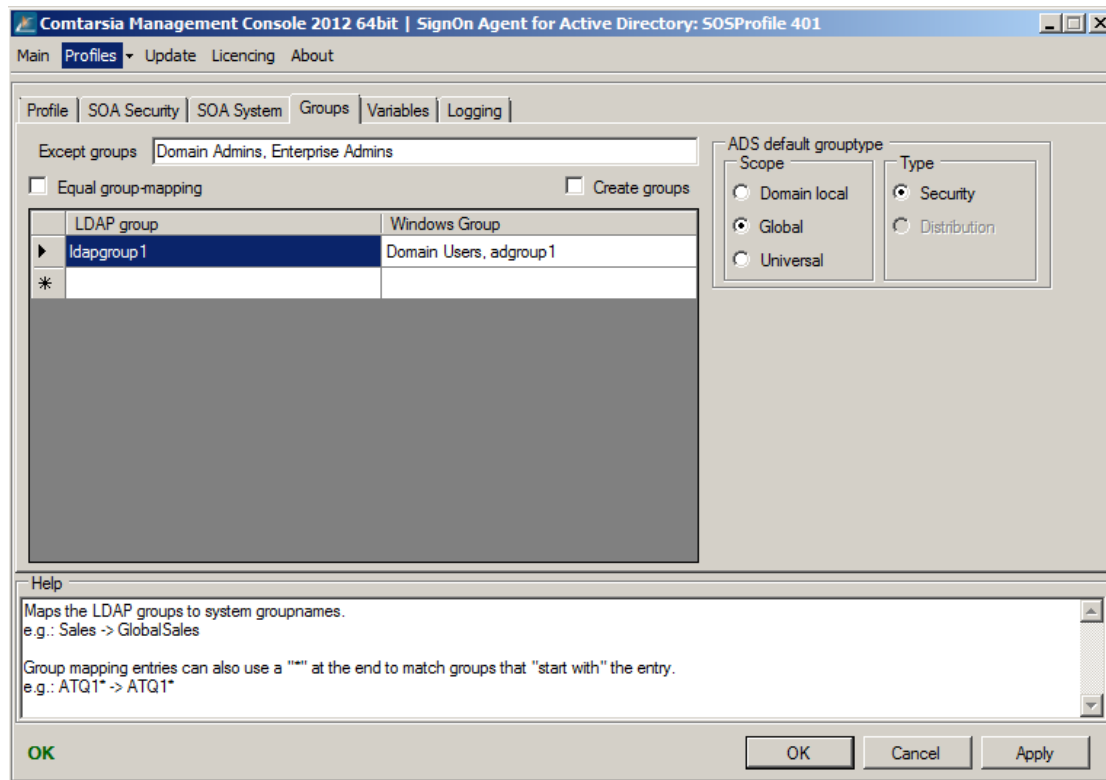 Comtarsia Management Console 2012 64bit | SignOn Agent for Active Directory: SOSProfile 401
Main Profiles Update Licencing About
Profile SOA Security SOA System Groups Variables Logging
Except groups Domain Admins, Enterprise Admins
Equal group-mapping Create groups
LDAP group Windows Group
ldapgroup1 Domain Users, adgroup1
ADS default grouptype
Scope Type
Domain local Security
Global Distribution
Universal
Help
Maps the LDAP groups to system groupnames.
e.g.: Sales -> GlobalSales
Group mapping entries can also use a "*" at the end to match groups that "start with" the entry.
e.g.: ATQ1* -> ATQ1*
OK OK Cancel Apply